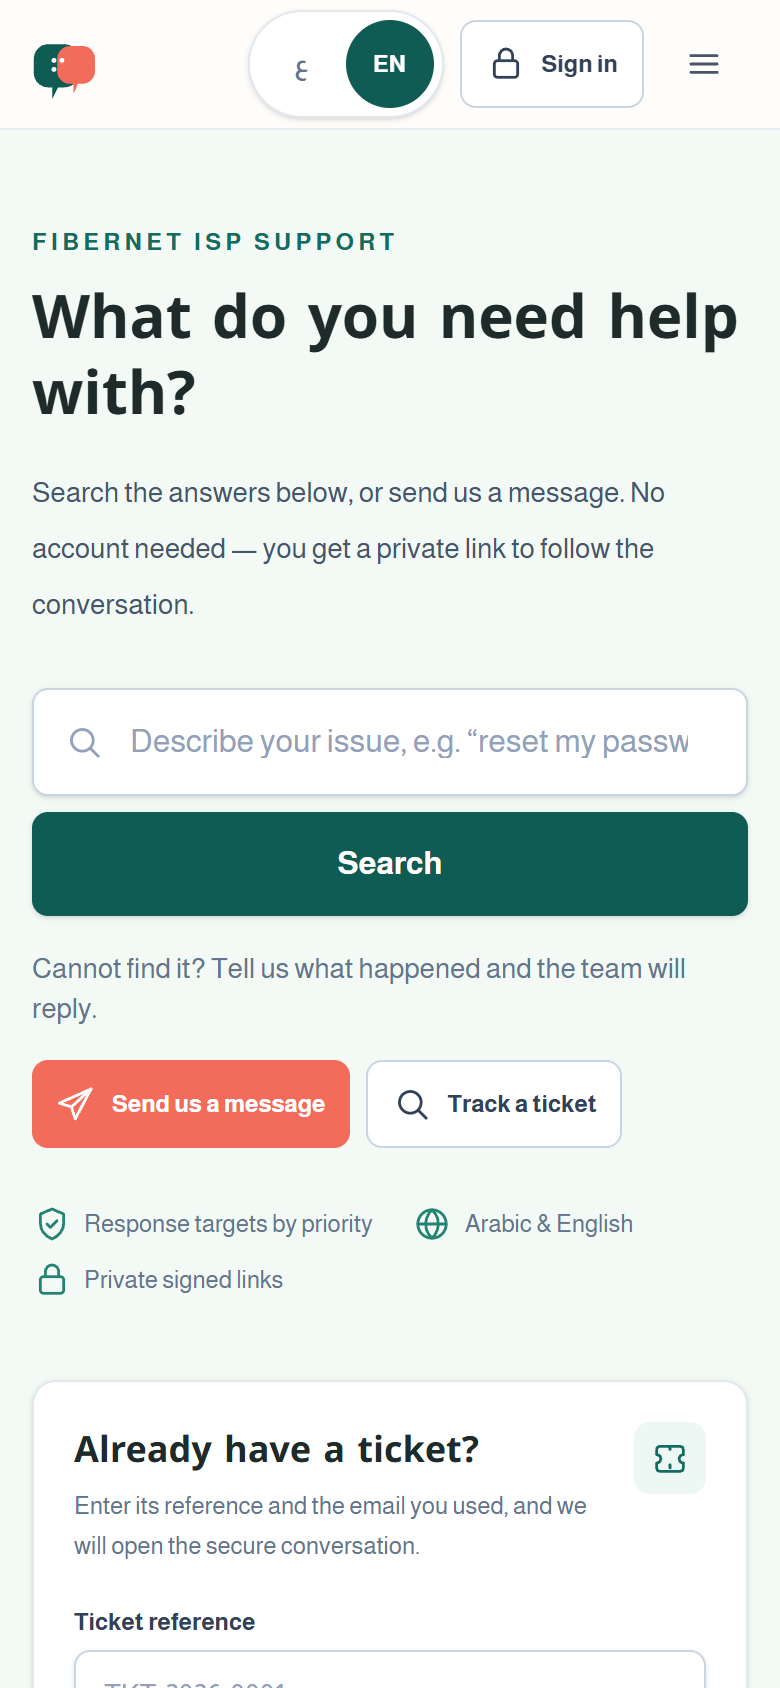 ع
EN
Sign in
FIBERNET ISP SUPPORT
What do you need help
with?
Search the answers below, or send us a message. No
account needed — you get a private link to follow the
conversation.
Describe your issue, e.g. “reset my passw
Search
Cannot find it? Tell us what happened and the team will
reply.
Send us a message
Track a ticket
Response targets by priority
Arabic & English
Private signed links
Already have a ticket?
Enter its reference and the email you used, and we
will open the secure conversation.
Ticket reference
TKT-2026-0001